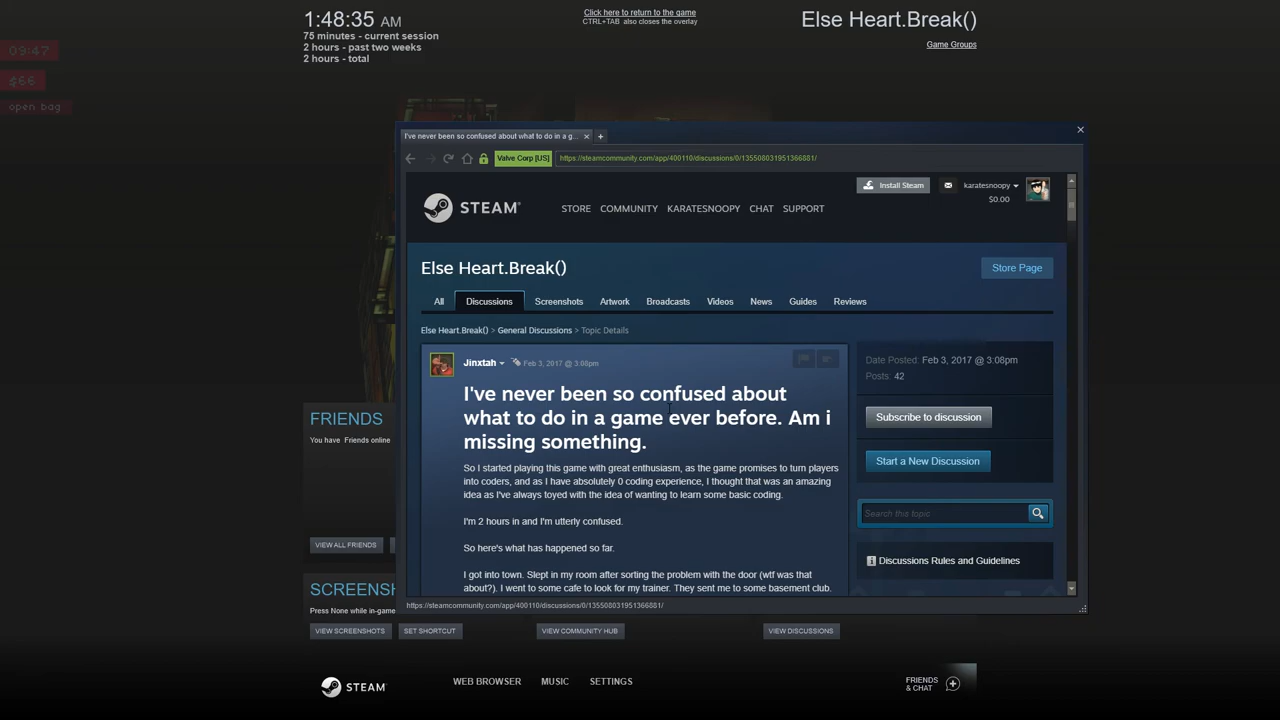 1:48:35 AM
75 minutes - current session
2 hours - past two weeks
2 hours - total
Click here to return to the game
CTRL+TAB also closes the overlay
Else Heart.Break()
Game Groups
09:47
$66
open bag
I've never been so confused about what to do in a g...
Valve Corp [US]
https://steamcommunity.com/app/400110/discussions/0/135508031951366881/
Install Steam
karatesnoopy
$0.00
STEAM
STORE COMMUNITY KARATESNOOPY CHAT SUPPORT
Else Heart.Break()
Store Page
All Discussions Screenshots Artwork Broadcasts Videos News Guides Reviews
Else Heart.Break() > General Discussions > Topic Details
Jinxtah Feb 3, 2017 @ 3:08pm
I've never been so confused about
what to do in a game ever before. Am i
missing something.
So I started playing this game with great enthusiasm, as the game promises to turn players
into coders, and as I have absolutely 0 coding experience, I thought that was an amazing
idea as I've always toyed with the idea of wanting to learn some basic coding.
I'm 2 hours in and I'm utterly confused.
So here's what has happened so far.
I got into town. Slept in my room after sorting the problem with the door (wtf was that
about?). I went to some cafe to look for my trainer. They sent me to some basement club.
Date Posted: Feb 3, 2017 @ 3:08pm
Posts: 42
Subscribe to discussion
Start a New Discussion
Search this topic
Discussions Rules and Guidelines
https://steamcommunity.com/app/400110/discussions/0/135508031951366881/
FRIENDS
You have Friends online
VIEW ALL FRIENDS
SCREENSH
Press None while in-game
VIEW SCREENSHOTS
SET SHORTCUT
VIEW COMMUNITY HUB
VIEW DISCUSSIONS
STEAM
WEB BROWSER MUSIC SETTINGS
FRIENDS
& CHAT